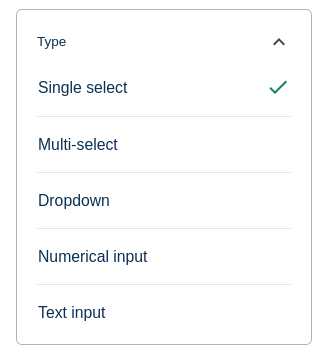 Type
Single select
Multi-select
Dropdown
Numerical input
Text input